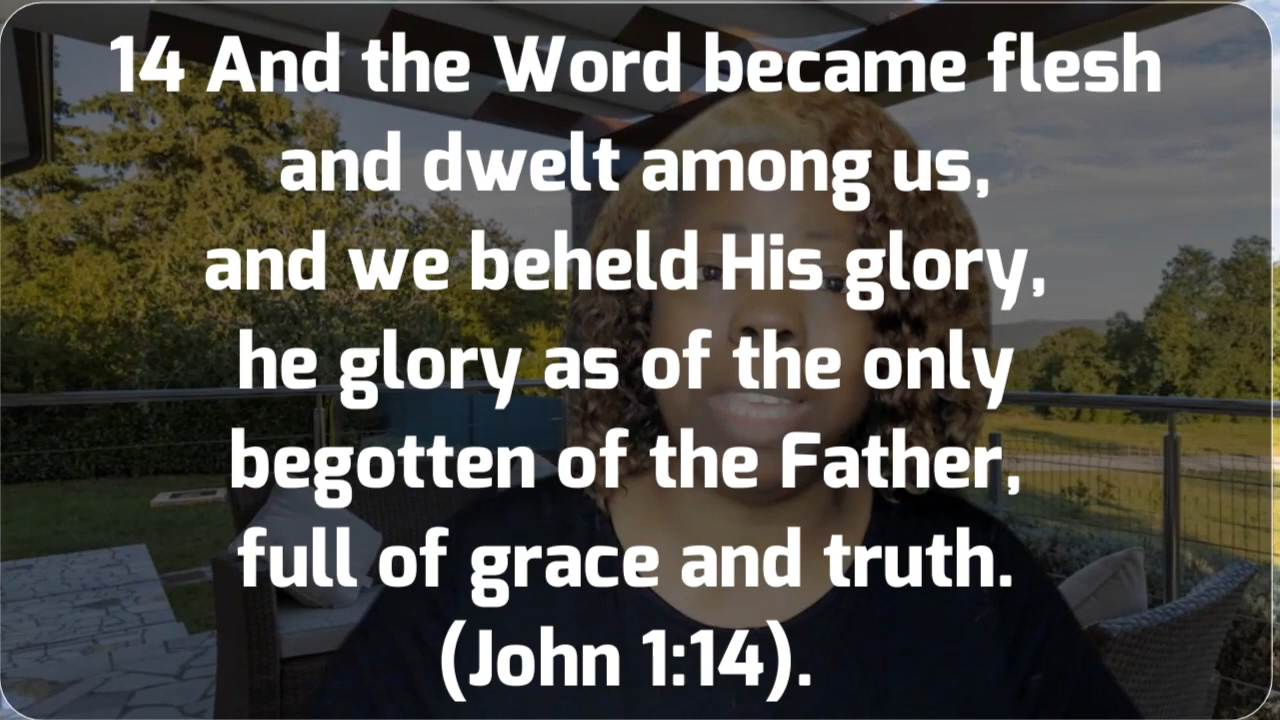 14 And the Word became flesh
and dwelt among us,
and we beheld His glory,
he glory as of the only
begotten of the Father,
full of grace and truth.
(John 1:14).